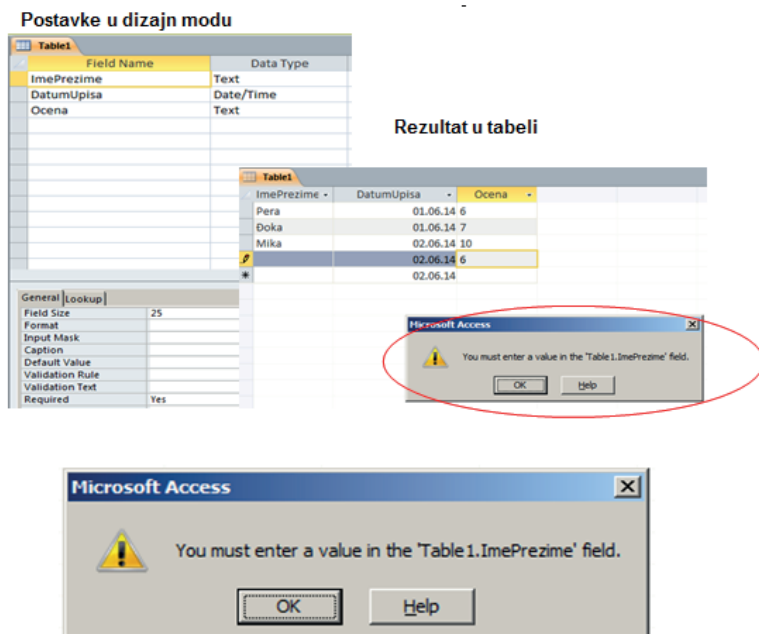 Postavke u dizajn modu
Table1
Field Name Data Type
ImePrezime Text
DatumUpisa Date/Time
Ocena Text
Rezultat u tabeli
Table1
ImePrezime DatumUpisa Ocena
Pera 01.06.14 6
Đoka 01.06.14 7
Mika 02.06.14 10
02.06.14 6
* 02.06.14
General Lookup
Field Size 25
Format
Input Mask
Caption
Default Value
Validation Rule
Validation Text
Required Yes
Microsoft Access
You must enter a value in the 'Table1.ImePrezime' field.
OK Help
Microsoft Access
You must enter a value in the 'Table1.ImePrezime' field.
OK Help